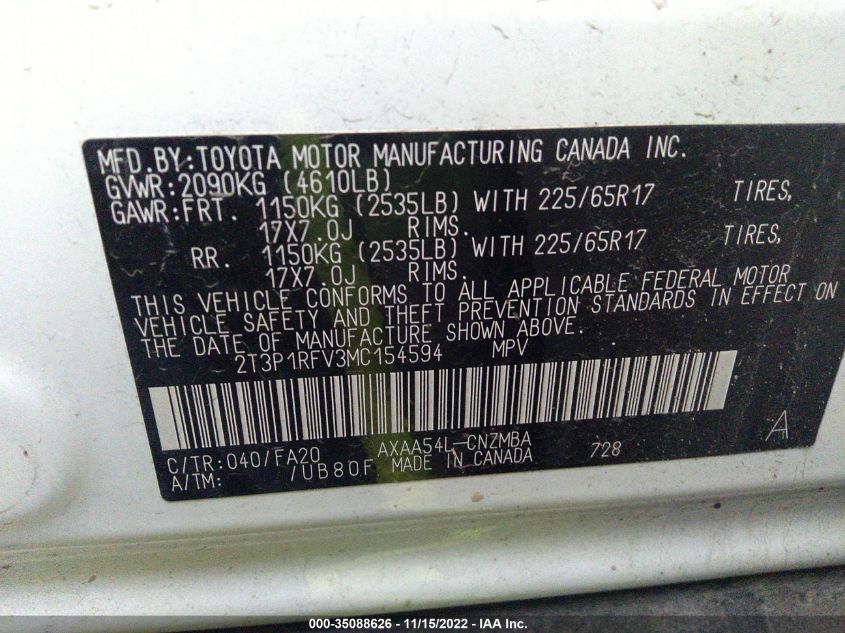 MFD.BY:TOYOTA MOTOR MANUFACTURING CANADA INC.
GVWR:2090KG (4610LB)
GAWR:FRT. 1150KG (2535LB) WITH 225/65R17 TIRES,
17X7.0J RIMS.
RR. 1150KG (2535LB) WITH 225/65R17 TIRES,
17X7.0J RIMS.
THIS VEHICLE CONFORMS TO ALL APPLICABLE FEDERAL MOTOR
VEHICLE SAFETY AND THEFT PREVENTION STANDARDS IN EFFECT ON
THE DATE OF MANUFACTURE SHOWN ABOVE.
2T3P1RFV3MC154594 MPV
C/TR:040/FA20 AXAA54L-CNZMBA 728 A
A/TM: /UB80F MADE IN CANADA
000-35088626 - 11/15/2022 - IAA Inc.